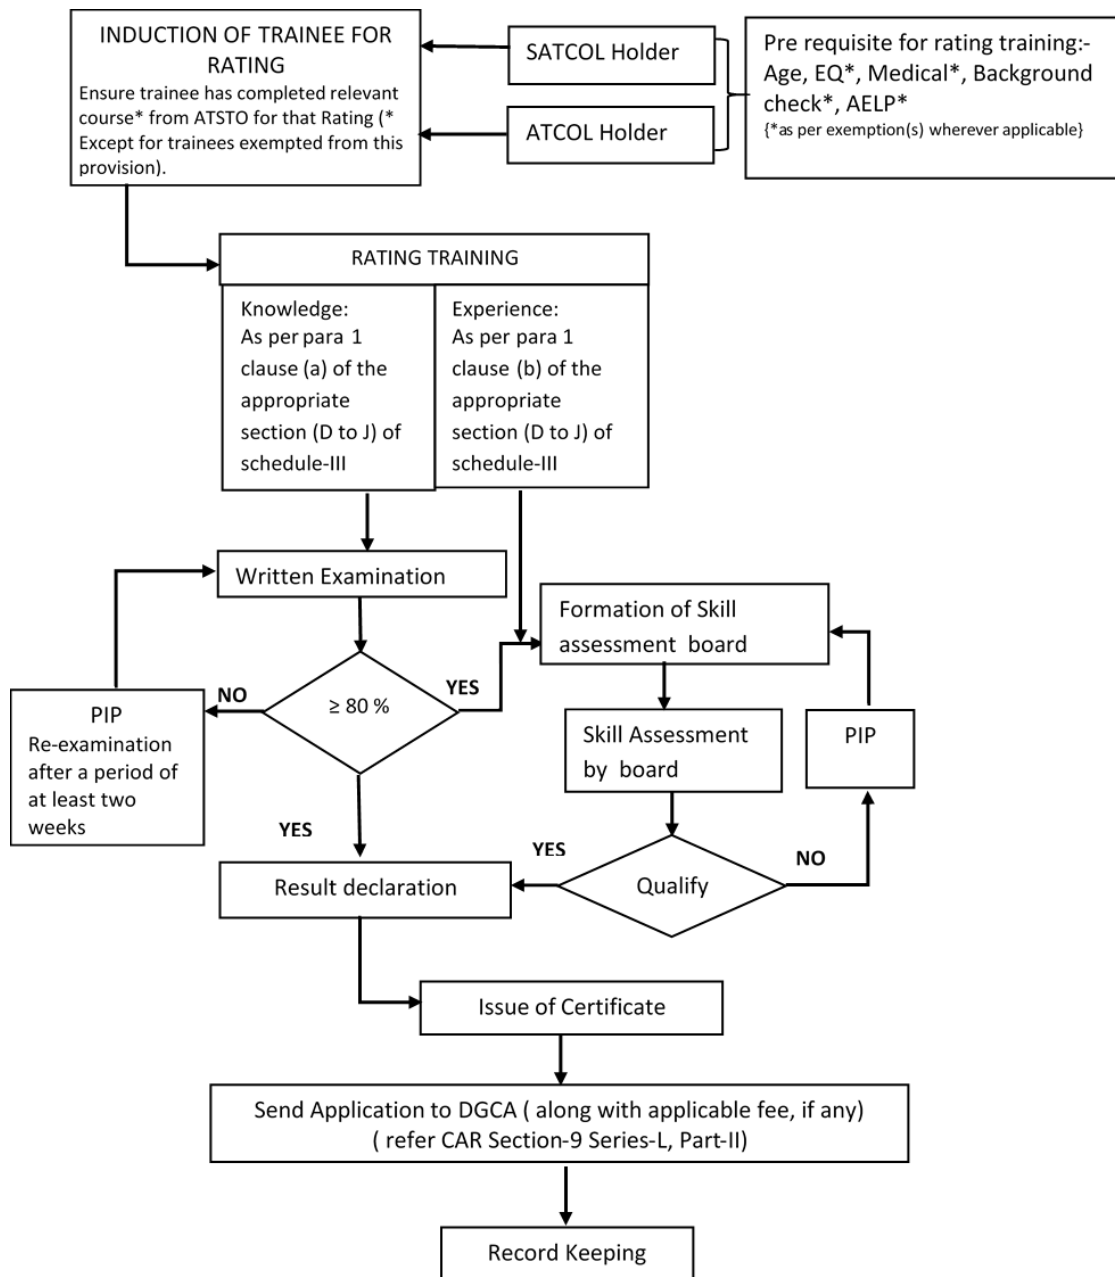 INDUCTION OF TRAINEE FOR
RATING
Ensure trainee has completed relevant
course* from ATSTO for that Rating (*
Except for trainees exempted from this
provision).
SATCOL Holder
ATCOL Holder
Pre requisite for rating training:-
Age, EQ*, Medical*, Background
check*, AELP*
{*as per exemption(s) wherever applicable}
RATING TRAINING
Knowledge:
As per para 1
clause (a) of the
appropriate
section (D to J) of
schedule-III
Experience:
As per para 1
clause (b) of the
appropriate
section (D to J) of
schedule-III
Written Examination
≥ 80 %
NO
YES
PIP
Re-examination
after a period of
at least two
weeks
YES
Formation of Skill
assessment board
Skill Assessment
by board
PIP
Qualify
YES
NO
Result declaration
Issue of Certificate
Send Application to DGCA ( along with applicable fee, if any)
( refer CAR Section-9 Series-L, Part-II)
Record Keeping